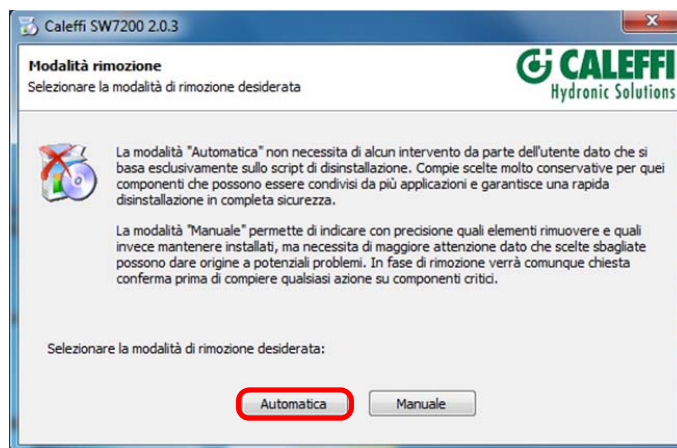 Caleffi SW7200 2.0.3
Modalità rimozione
Selezionare la modalità di rimozione desiderata
CALEFFI
Hydronic Solutions
La modalità "Automatica" non necessita di alcun intervento da parte dell'utente dato che si
basa esclusivamente sullo script di disinstallazione. Compie scelte molto conservative per quei
componenti che possono essere condivisi da più applicazioni e garantisce una rapida
disinstallazione in completa sicurezza.
La modalità "Manuale" permette di indicare con precisione quali elementi rimuovere e quali
invece mantenere installati, ma necessita di maggiore attenzione dato che scelte sbagliate
possono dare origine a potenziali problemi. In fase di rimozione verrà comunque chiesta
conferma prima di compiere qualsiasi azione su componenti critici.
Selezionare la modalità di rimozione desiderata:
Automatica
Manuale